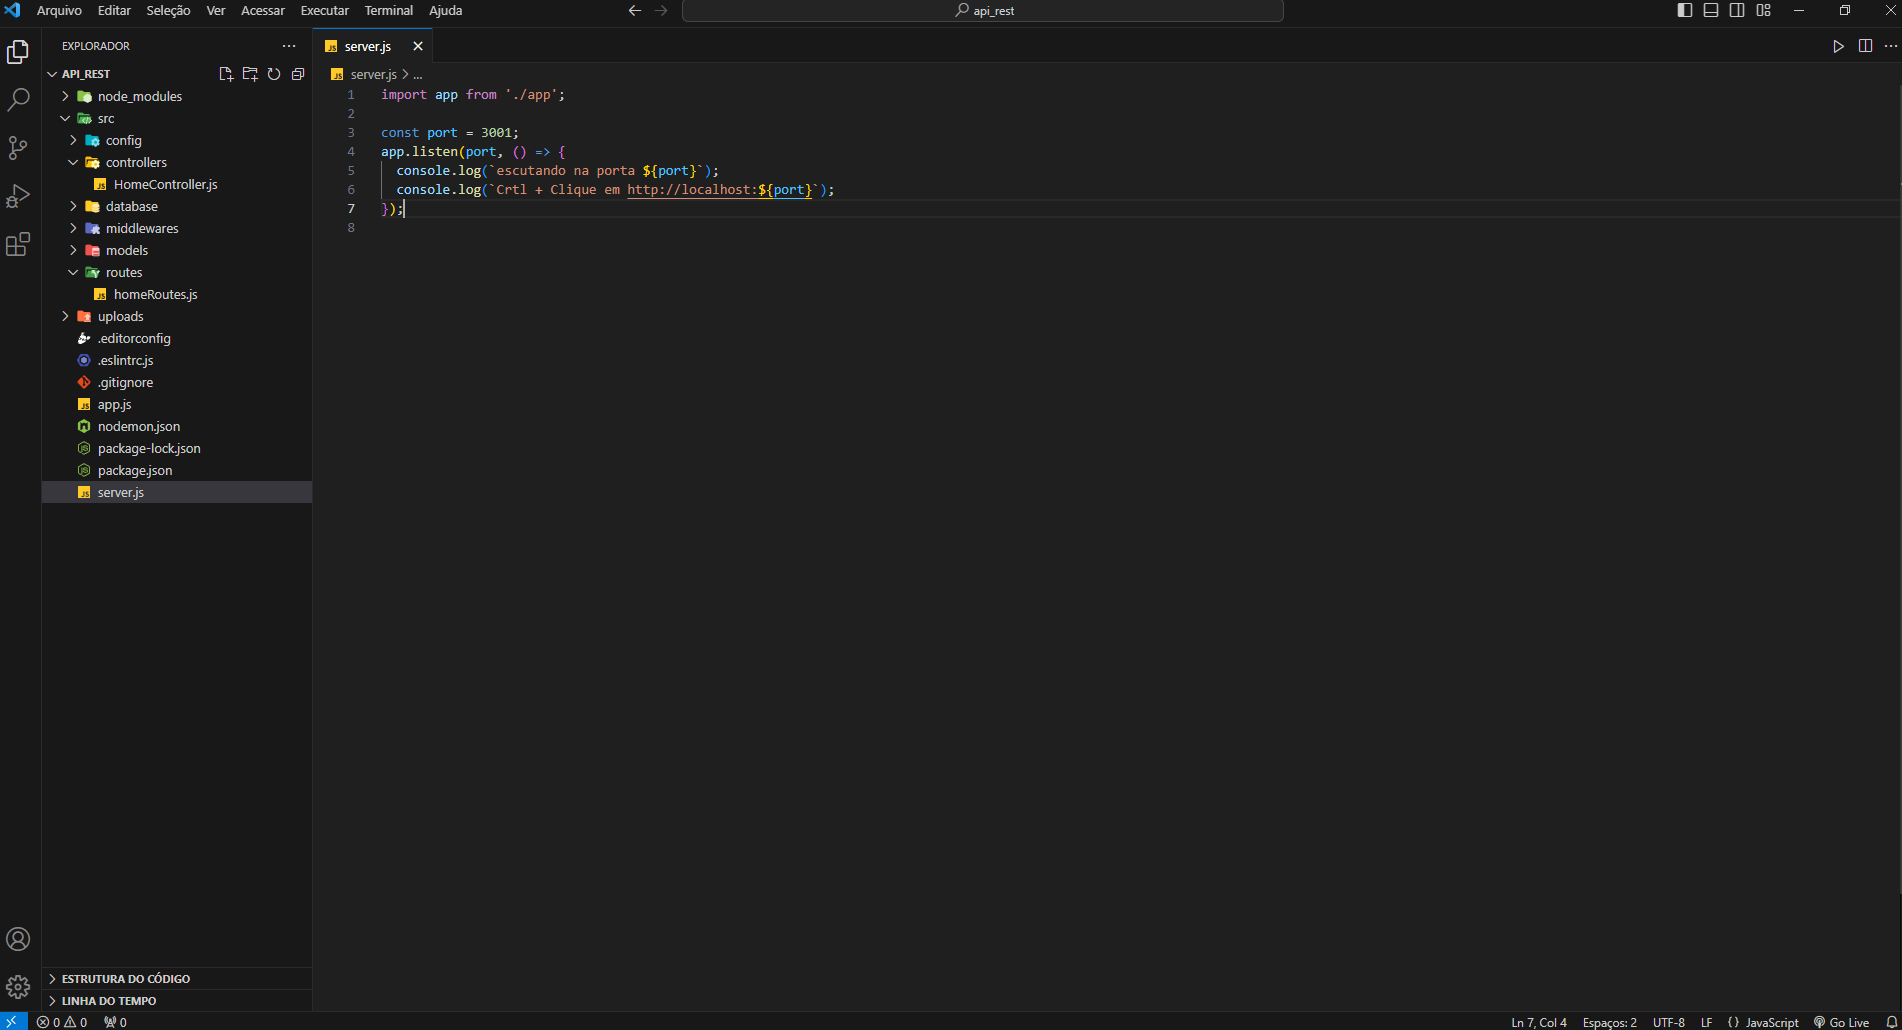 Arquivo Editar Seleção Ver Acessar Executar Terminal Ajuda
api_rest
EXPLORADOR
API_REST
node_modules
src
config
controllers
HomeController.js
database
middlewares
models
routes
homeRoutes.js
uploads
.editorconfig
.eslintrc.js
.gitignore
app.js
nodemon.json
package-lock.json
package.json
server.js
ESTRUTURA DO CÓDIGO
LINHA DO TEMPO
server.js
server.js > ...
1 import app from './app';
2
3 const port = 3001;
4 app.listen(port, () => {
5 console.log(`escutando na porta ${port}`);
6 console.log(`Crtl + Clique em http://localhost:${port}`);
7 });
8
0 0 0 Ln 7, Col 4 Espaços: 2 UTF-8 LF {} JavaScript Go Live